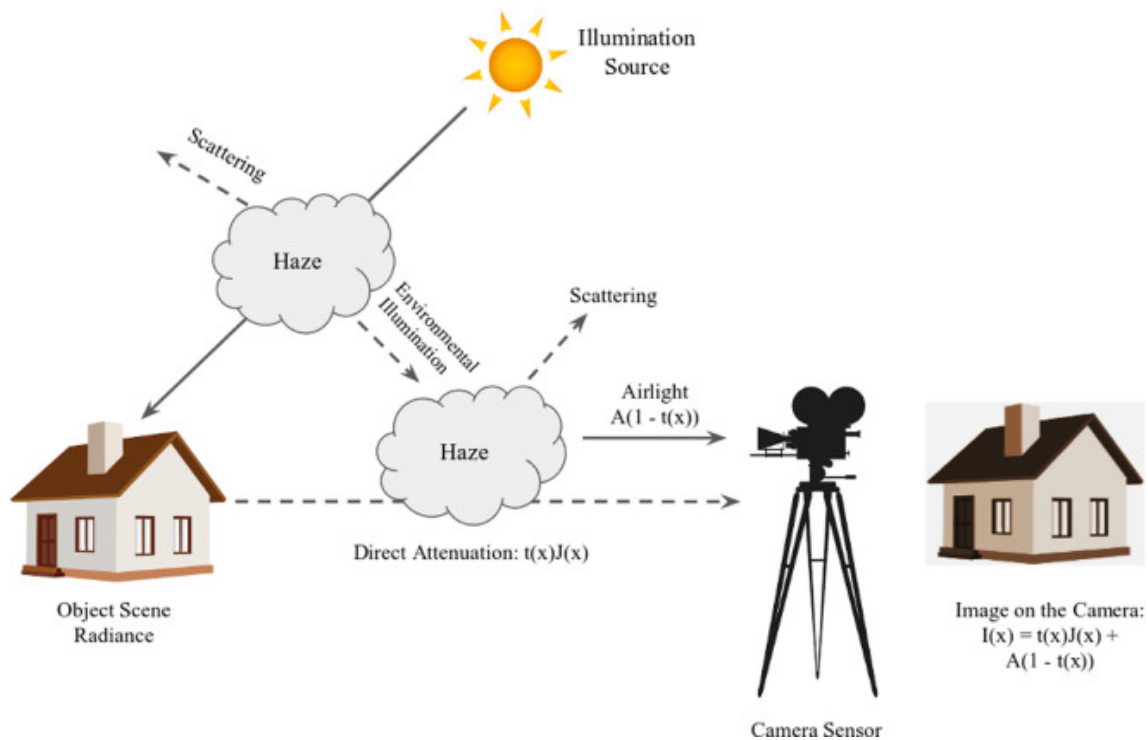 Illumination
Source
Scattering
Haze
Environmental
Illumination
Scattering
Airlight
A(1 - t(x))
Haze
Direct Attenuation: t(x)J(x)
Object Scene
Radiance
Image on the Camera:
I(x) = t(x)J(x) +
A(1 - t(x))
Camera Sensor